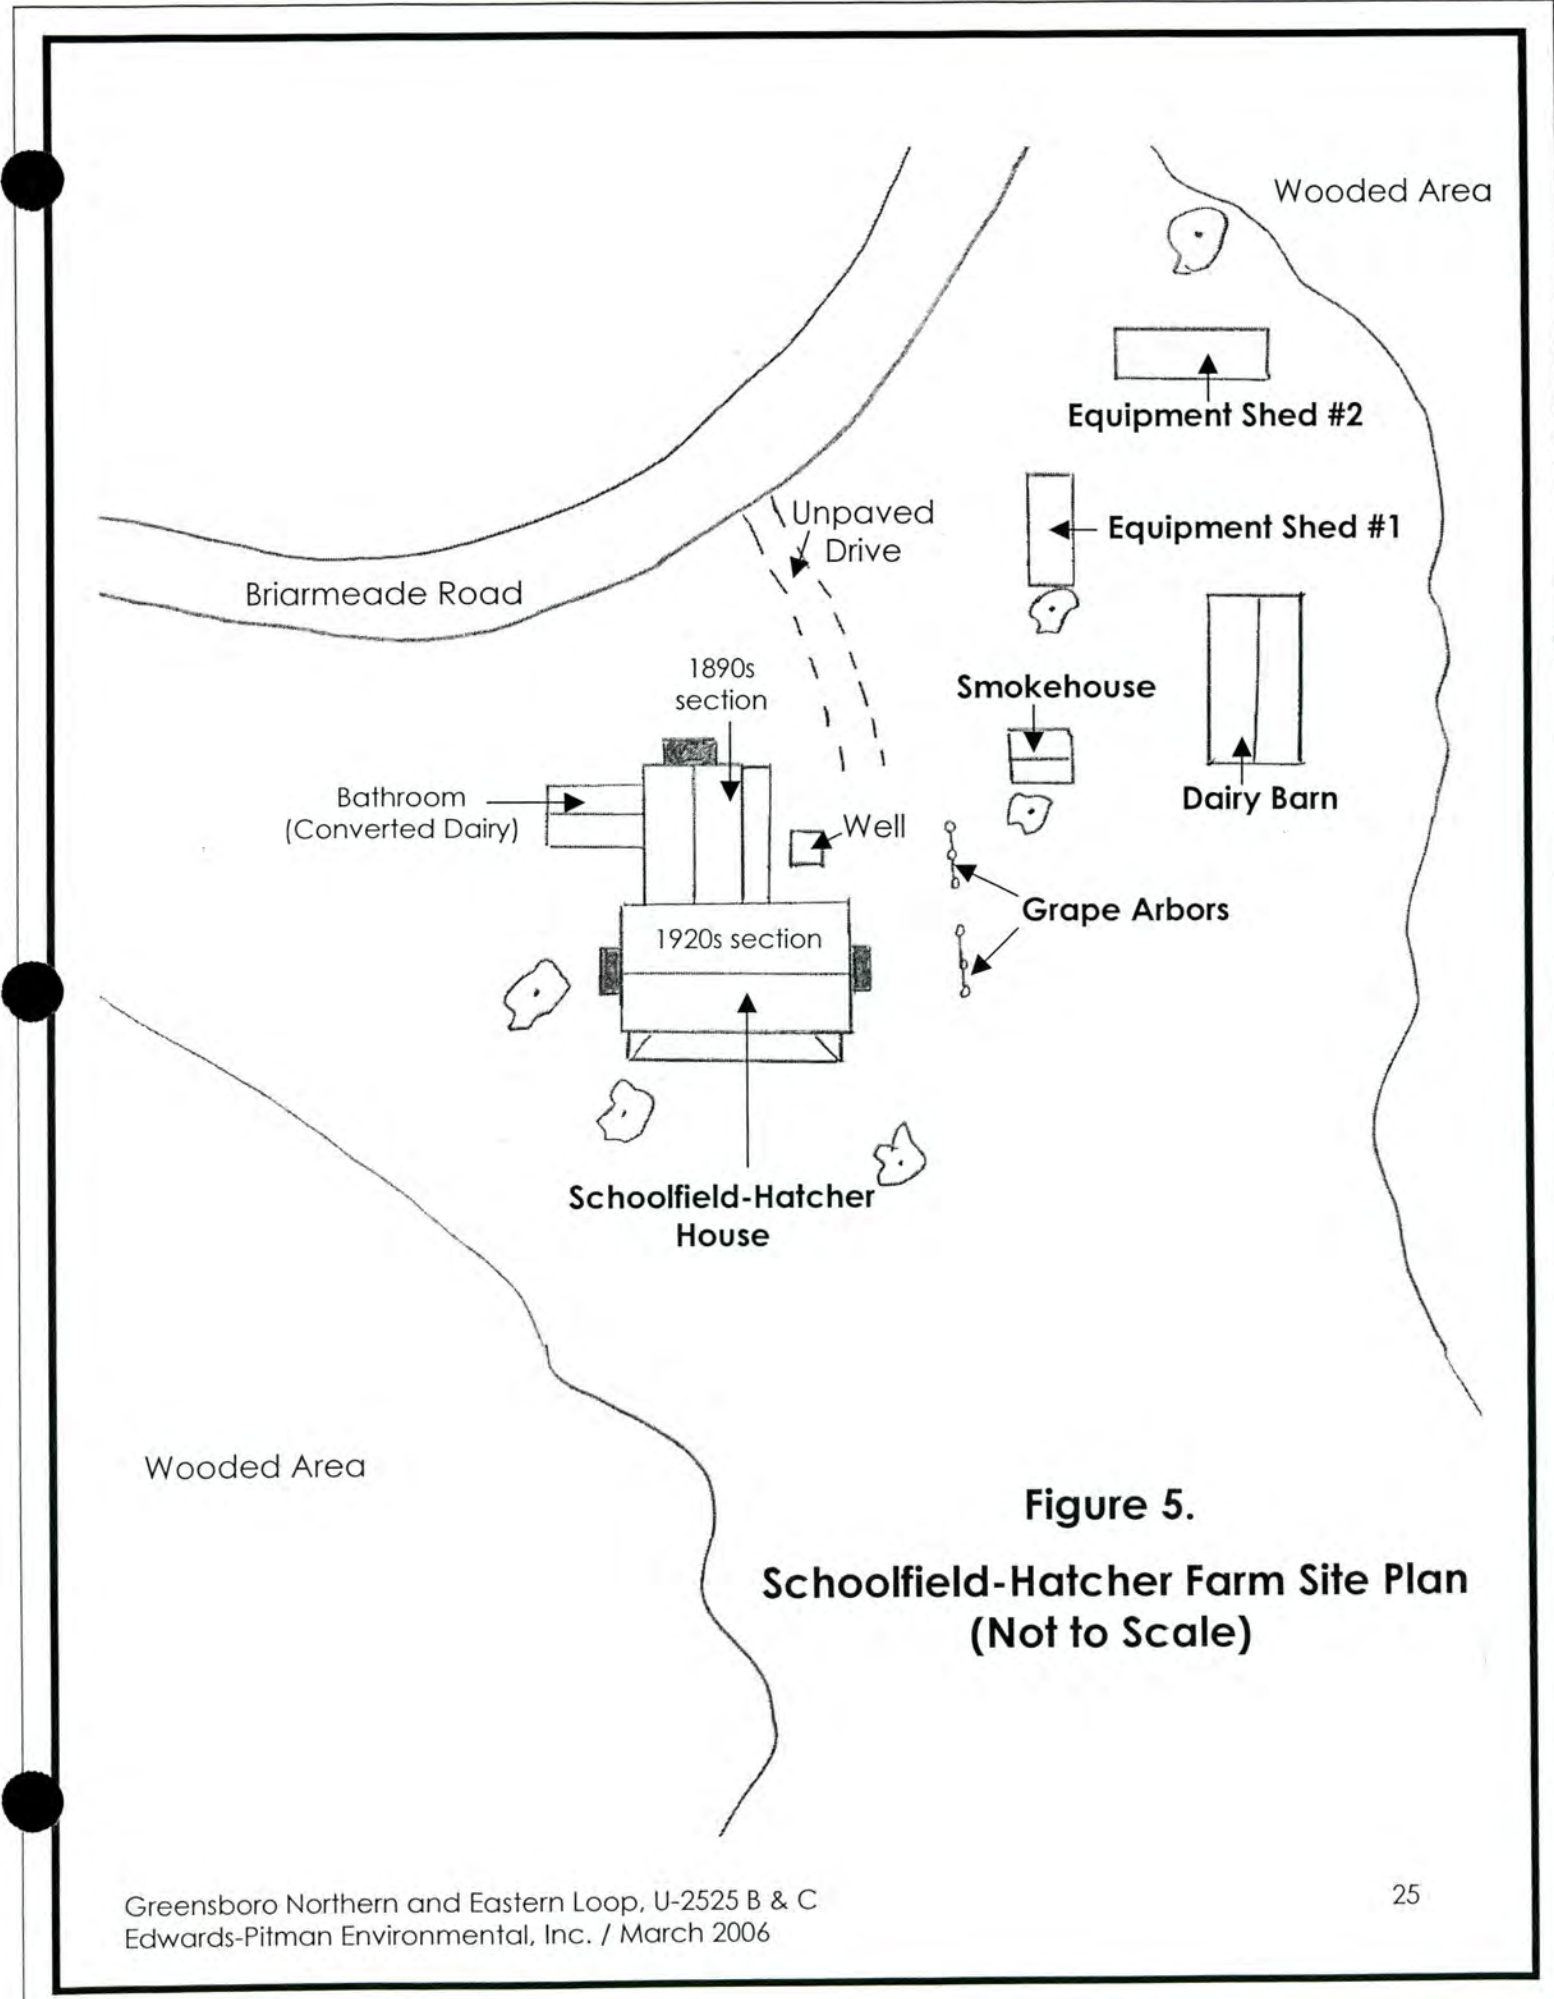 Wooded Area
Equipment Shed #2
Unpaved
Drive
Equipment Shed #1
Briarmeade Road
1890s
section
Smokehouse
Bathroom
(Converted Dairy)
Well
Dairy Barn
Grape Arbors
1920s section
Schoolfield-Hatcher
House
Wooded Area
Figure 5.
Schoolfield-Hatcher Farm Site Plan
(Not to Scale)
Greensboro Northern and Eastern Loop, U-2525 B & C
Edwards-Pitman Environmental, Inc. / March 2006
25